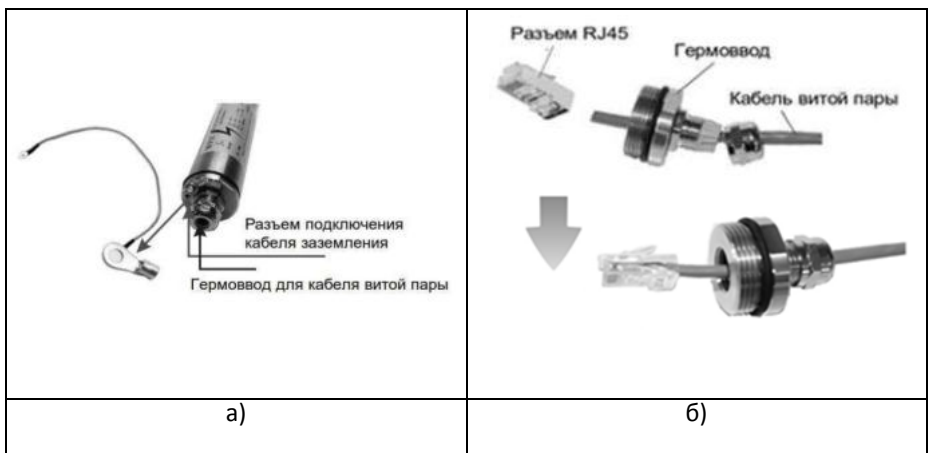 Разъем подключения
кабеля заземления
Гермоввод для кабеля витой пары
а)
Разъем RJ45
Гермоввод
Кабель витой пары
б)